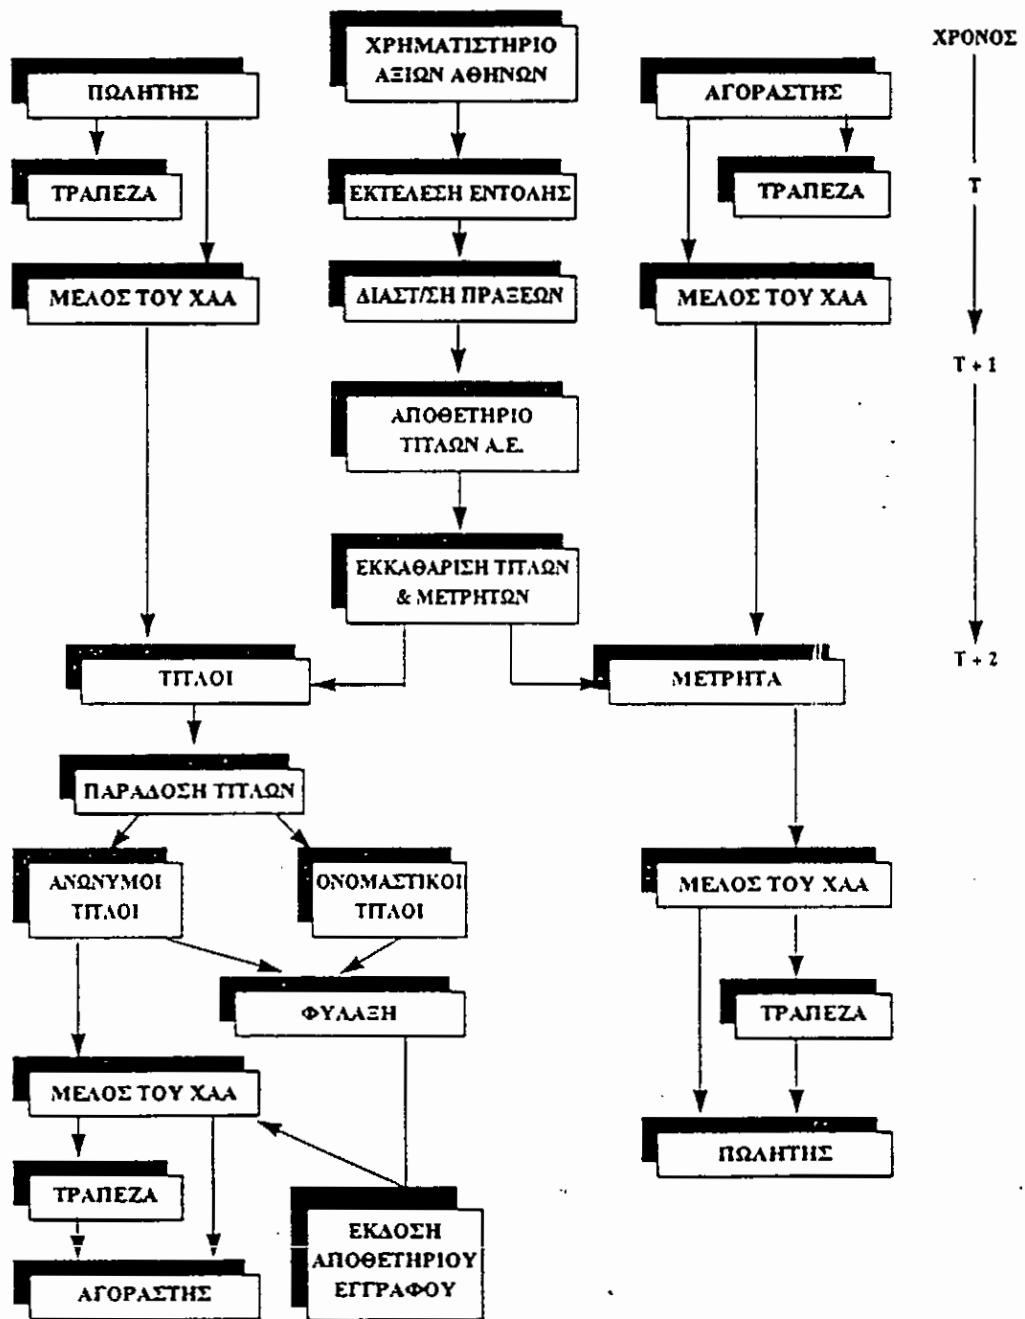 ΧΡΗΜΑΤΙΣΤΗΡΙΟ
ΑΞΙΩΝ ΑΘΗΝΩΝ
ΧΡΟΝΟΣ
ΠΩΛΗΤΗΣ
ΑΓΟΡΑΣΤΗΣ
ΤΡΑΠΕΖΑ
ΕΚΤΕΛΕΣΗ ΕΝΤΟΛΗΣ
ΤΡΑΠΕΖΑ
T
ΜΕΛΟΣ ΤΟΥ ΧΑΑ
ΔΙΑΣΤ/ΣΗ ΠΡΑΞΕΩΝ
ΜΕΛΟΣ ΤΟΥ ΧΑΑ
T + 1
ΑΠΟΘΕΤΗΡΙΟ
ΤΙΤΛΩΝ Α.Ε.
ΕΚΚΑΘΑΡΙΣΗ ΤΙΤΛΩΝ
& ΜΕΤΡΗΤΩΝ
T + 2
ΤΙΤΛΟΙ
ΜΕΤΡΗΤΑ
ΠΑΡΑΔΟΣΗ ΤΙΤΛΩΝ
ΑΝΩΝΥΜΟΙ
ΤΙΤΛΟΙ
ΟΝΟΜΑΣΤΙΚΟΙ
ΤΙΤΛΟΙ
ΜΕΛΟΣ ΤΟΥ ΧΑΑ
ΦΥΛΑΞΗ
ΤΡΑΠΕΖΑ
ΜΕΛΟΣ ΤΟΥ ΧΑΑ
ΠΩΛΗΤΗΣ
ΤΡΑΠΕΖΑ
ΕΚΔΟΣΗ
ΑΠΟΘΕΤΗΡΙΟΥ
ΕΓΓΡΑΦΟΥ
ΑΓΟΡΑΣΤΗΣ